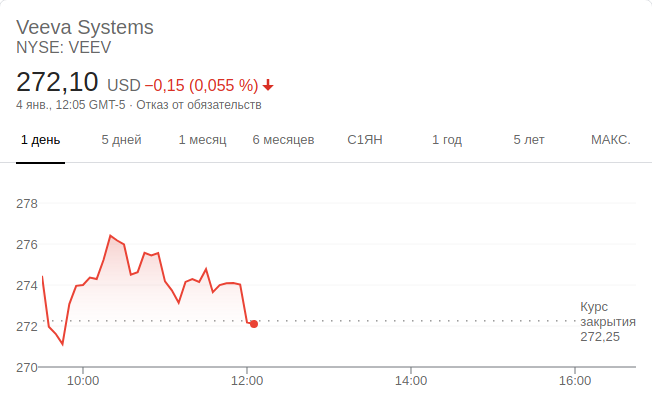 Veeva Systems
NYSE: VEEV
272,10 USD −0,15 (0,055 %)
4 янв., 12:05 GMT-5 · Отказ от обязательств
1 день 5 дней 1 месяц 6 месяцев С1ЯН 1 год 5 лет МАКС.
278
276
274
272
270
Курс
закрытия
272,25
10:00 12:00 14:00 16:00